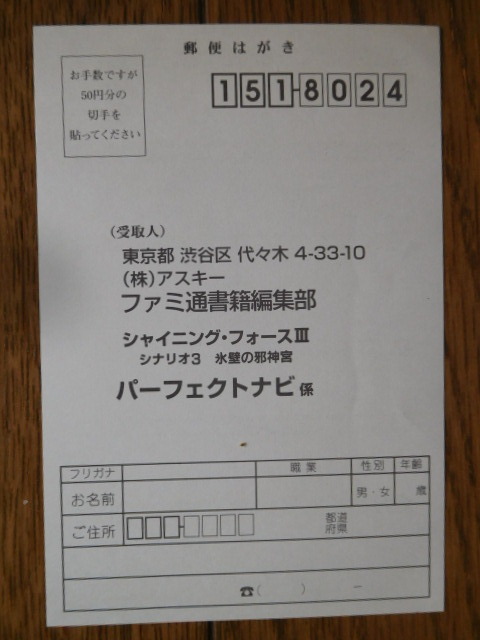 郵便はがき
お手数ですが
50円分の
切手を
貼ってください
151-8024
(受取人)
東京都 渋谷区 代々木 4-33-10
(株)アスキー
ファミ通書籍編集部
シャイニング・フォースⅢ
シナリオ3 氷壁の邪神宮
パーフェクトナビ係
フリガナ
職業
性別
年齢
お名前
男・女
歳
ご住所
都道
府県
☎( ) −